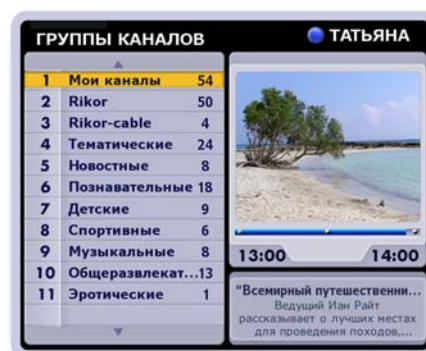 ГРУППЫ КАНАЛОВ
ТАТЬЯНА
1 Мои каналы 54
2 Rikor 50
3 Rikor-cable 4
4 Тематические 24
5 Новостные 8
6 Познавательные 18
7 Детские 9
8 Спортивные 6
9 Музыкальные 8
10 Общеразвлекат...13
11 Эротические 1
13:00 14:00
"Всемирный путешественни...
Ведущий Иан Райт
рассказывает о лучших местах
для проведения походов,...